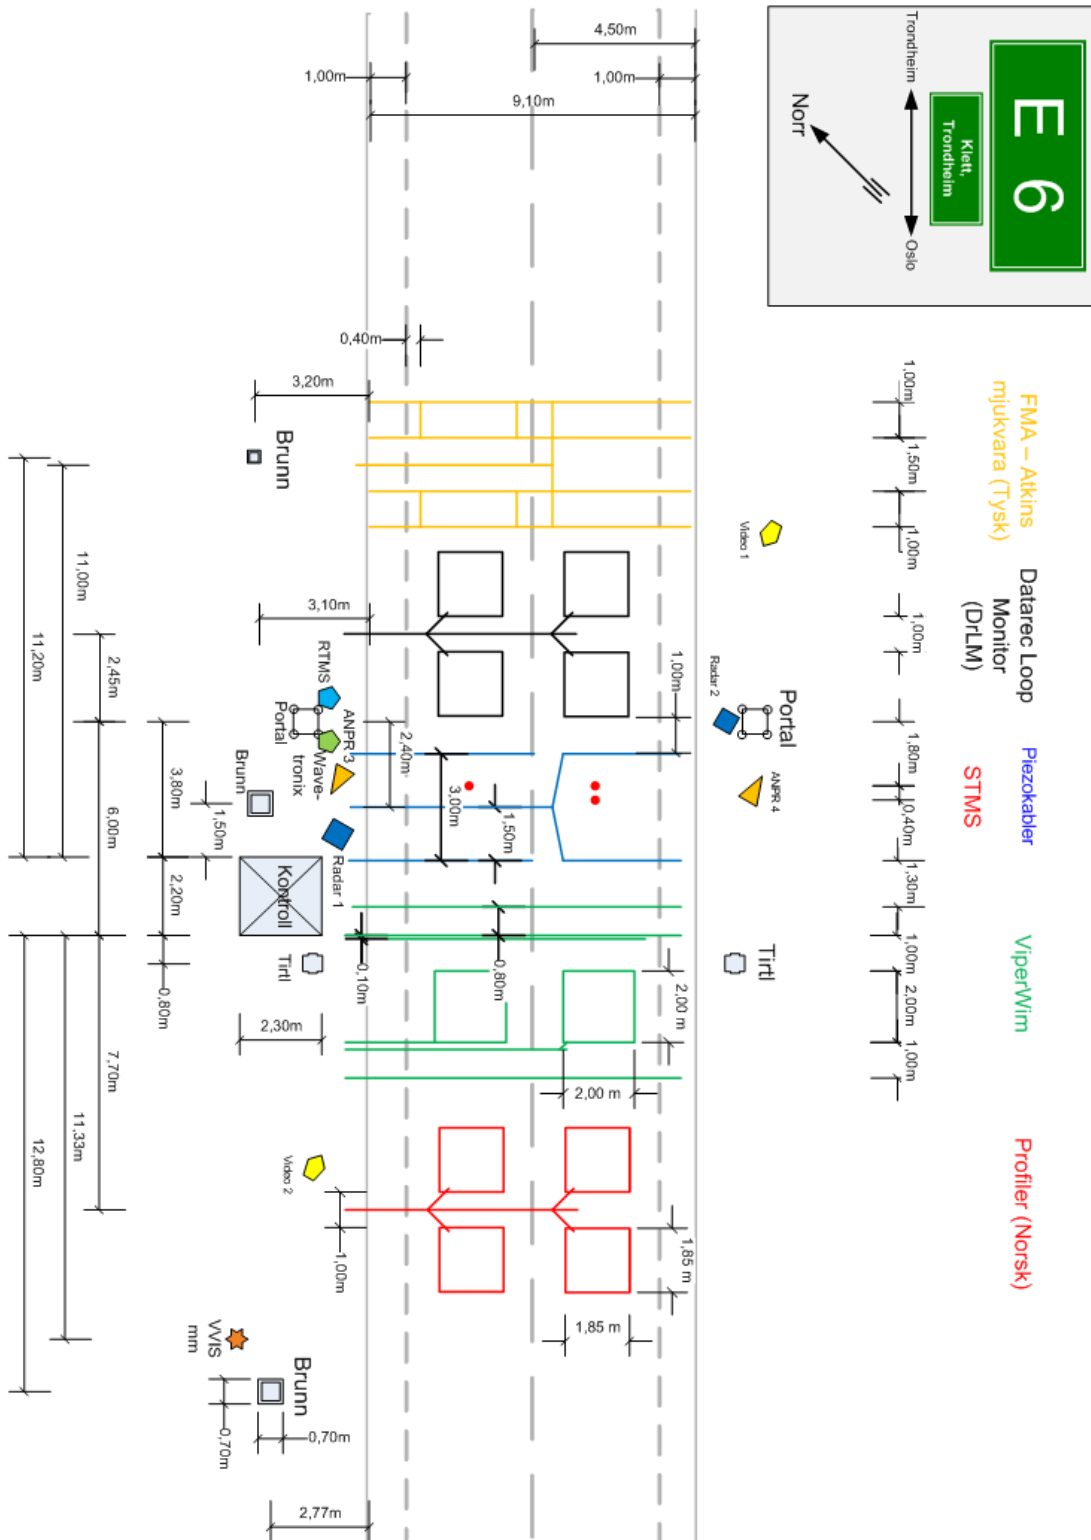 E 6
Klett,
Trondheim
Trondheim
Oslo
Norr
4,50m
1,00m
1,00m
9,10m
0,40m
3,20m
FMA – Atkins
mjukvara (Tysk)
1,00m
1,50m
1,00m
Brunn
Video 1
11,00m
11,20m
3,10m
2,45m
Datarec Loop
Monitor
(DrLM)
1,00m
1,00m
Radar 2
Portal
RTMS
Portal
ANPR 3
Wave-
tronix
Brunn
2,40m
3,00m
1,50m
3,80m
1,50m
6,00m
2,20m
ANPR 4
Piezokabler
STMS
1,80m
0,40m
1,30m
Radar 1
Kontroll
Tirtl
Tirtl
0,10m
0,80m
0,80m
2,30m
2,00 m
2,00 m
ViperWim
1,00m
2,00m
1,00m
7,70m
11,33m
12,80m
Video 2
1,00m
1,85 m
1,85 m
Profiler (Norsk)
VVIS
mm
Brunn
0,70m
0,70m
2,77m